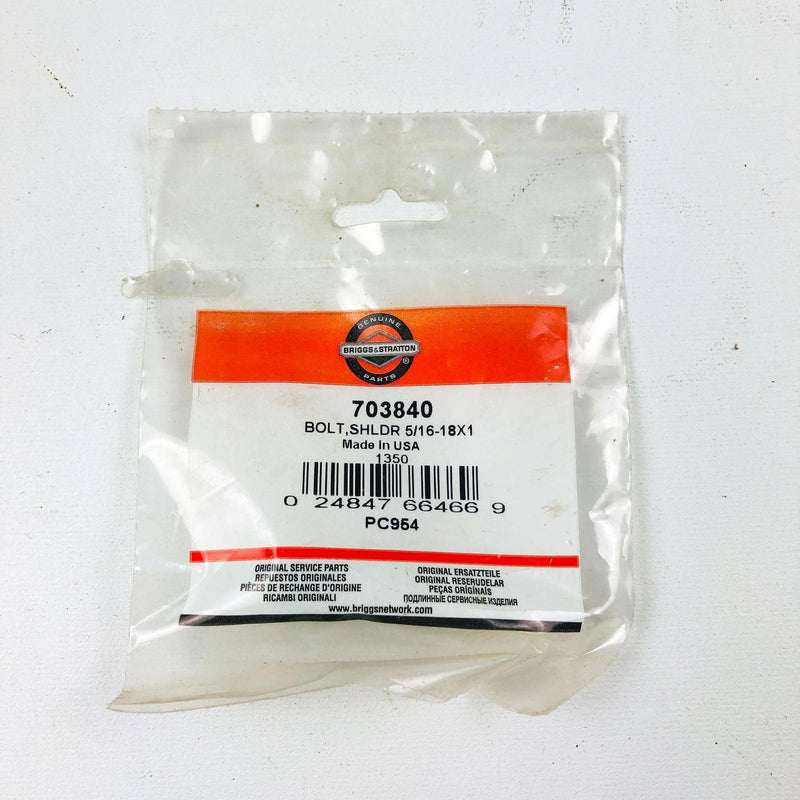 GENUINE
BRIGGS&STRATTON
®
PARTS
703840
BOLT,SHLDR 5/16-18X1
Made In USA
1350
0 24847 66466 9
PC954
ORIGINAL SERVICE PARTS
REPUESTOS ORIGINALES
PIÈCES DE RECHANGE D'ORIGINE
RICAMBI ORIGINALI
ORIGINAL ERSATZTEILE
ORIGINAL RESERUDELAR
PEÇAS ORIGINAIS
ПОДЛИННЫЕ СЕРВИСНЫЕ ИЗДЕЛИЯ
www.briggsnetwork.com